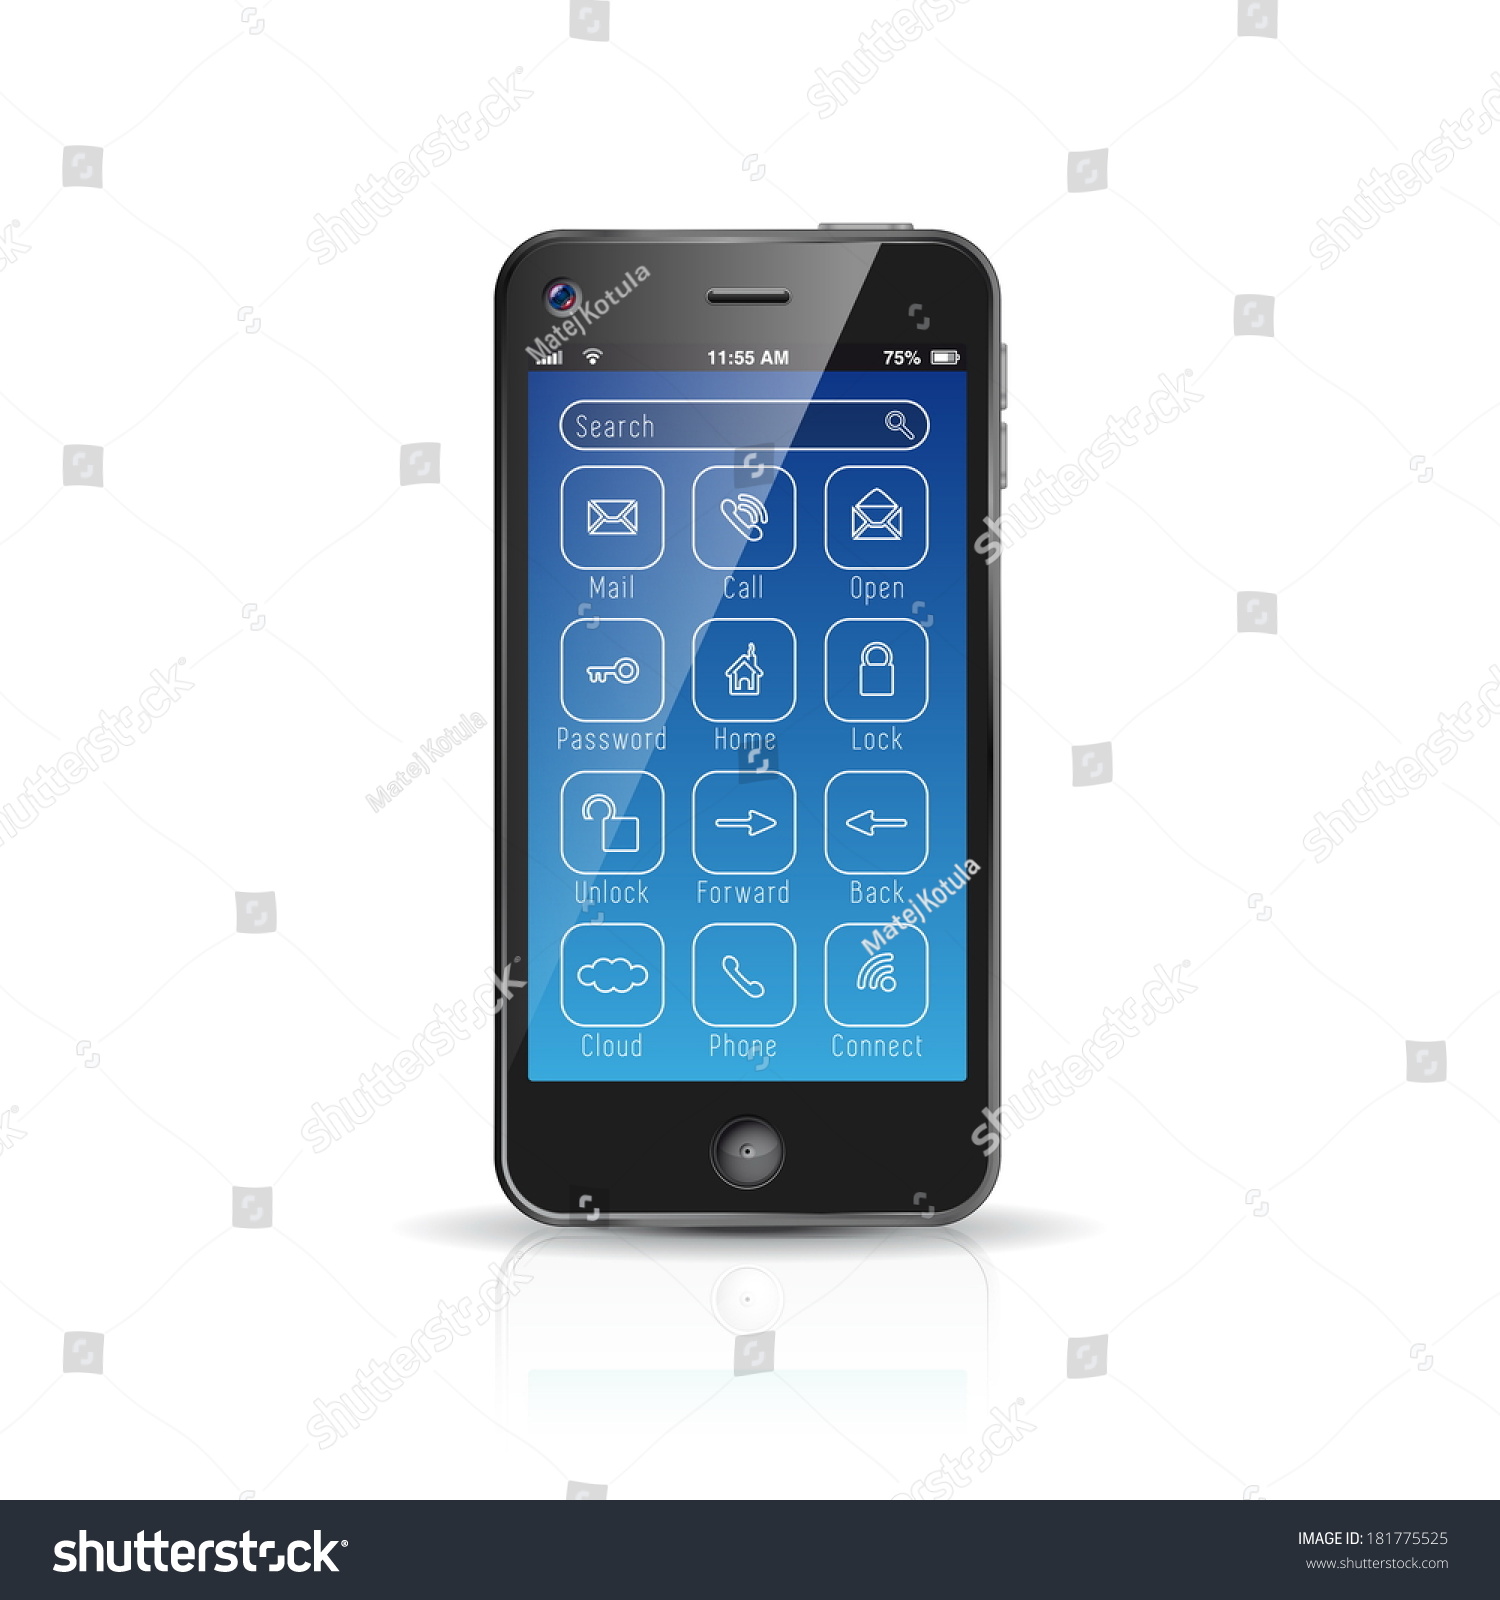 shutterstock
shutterstock
shutterstock
Matej Kotula
11:55 AM 75%
Search
Mail Call Open
shutterstock
Password Home Lock
Matej Kotula
shutterstock
shutterstock
Unlock Forward Back
Matej Kotula
Cloud Phone Connect
shutterstock
shutterstock
shutterstock
shutterstock
shutterstock
IMAGE ID: 181775525
www.shutterstock.com